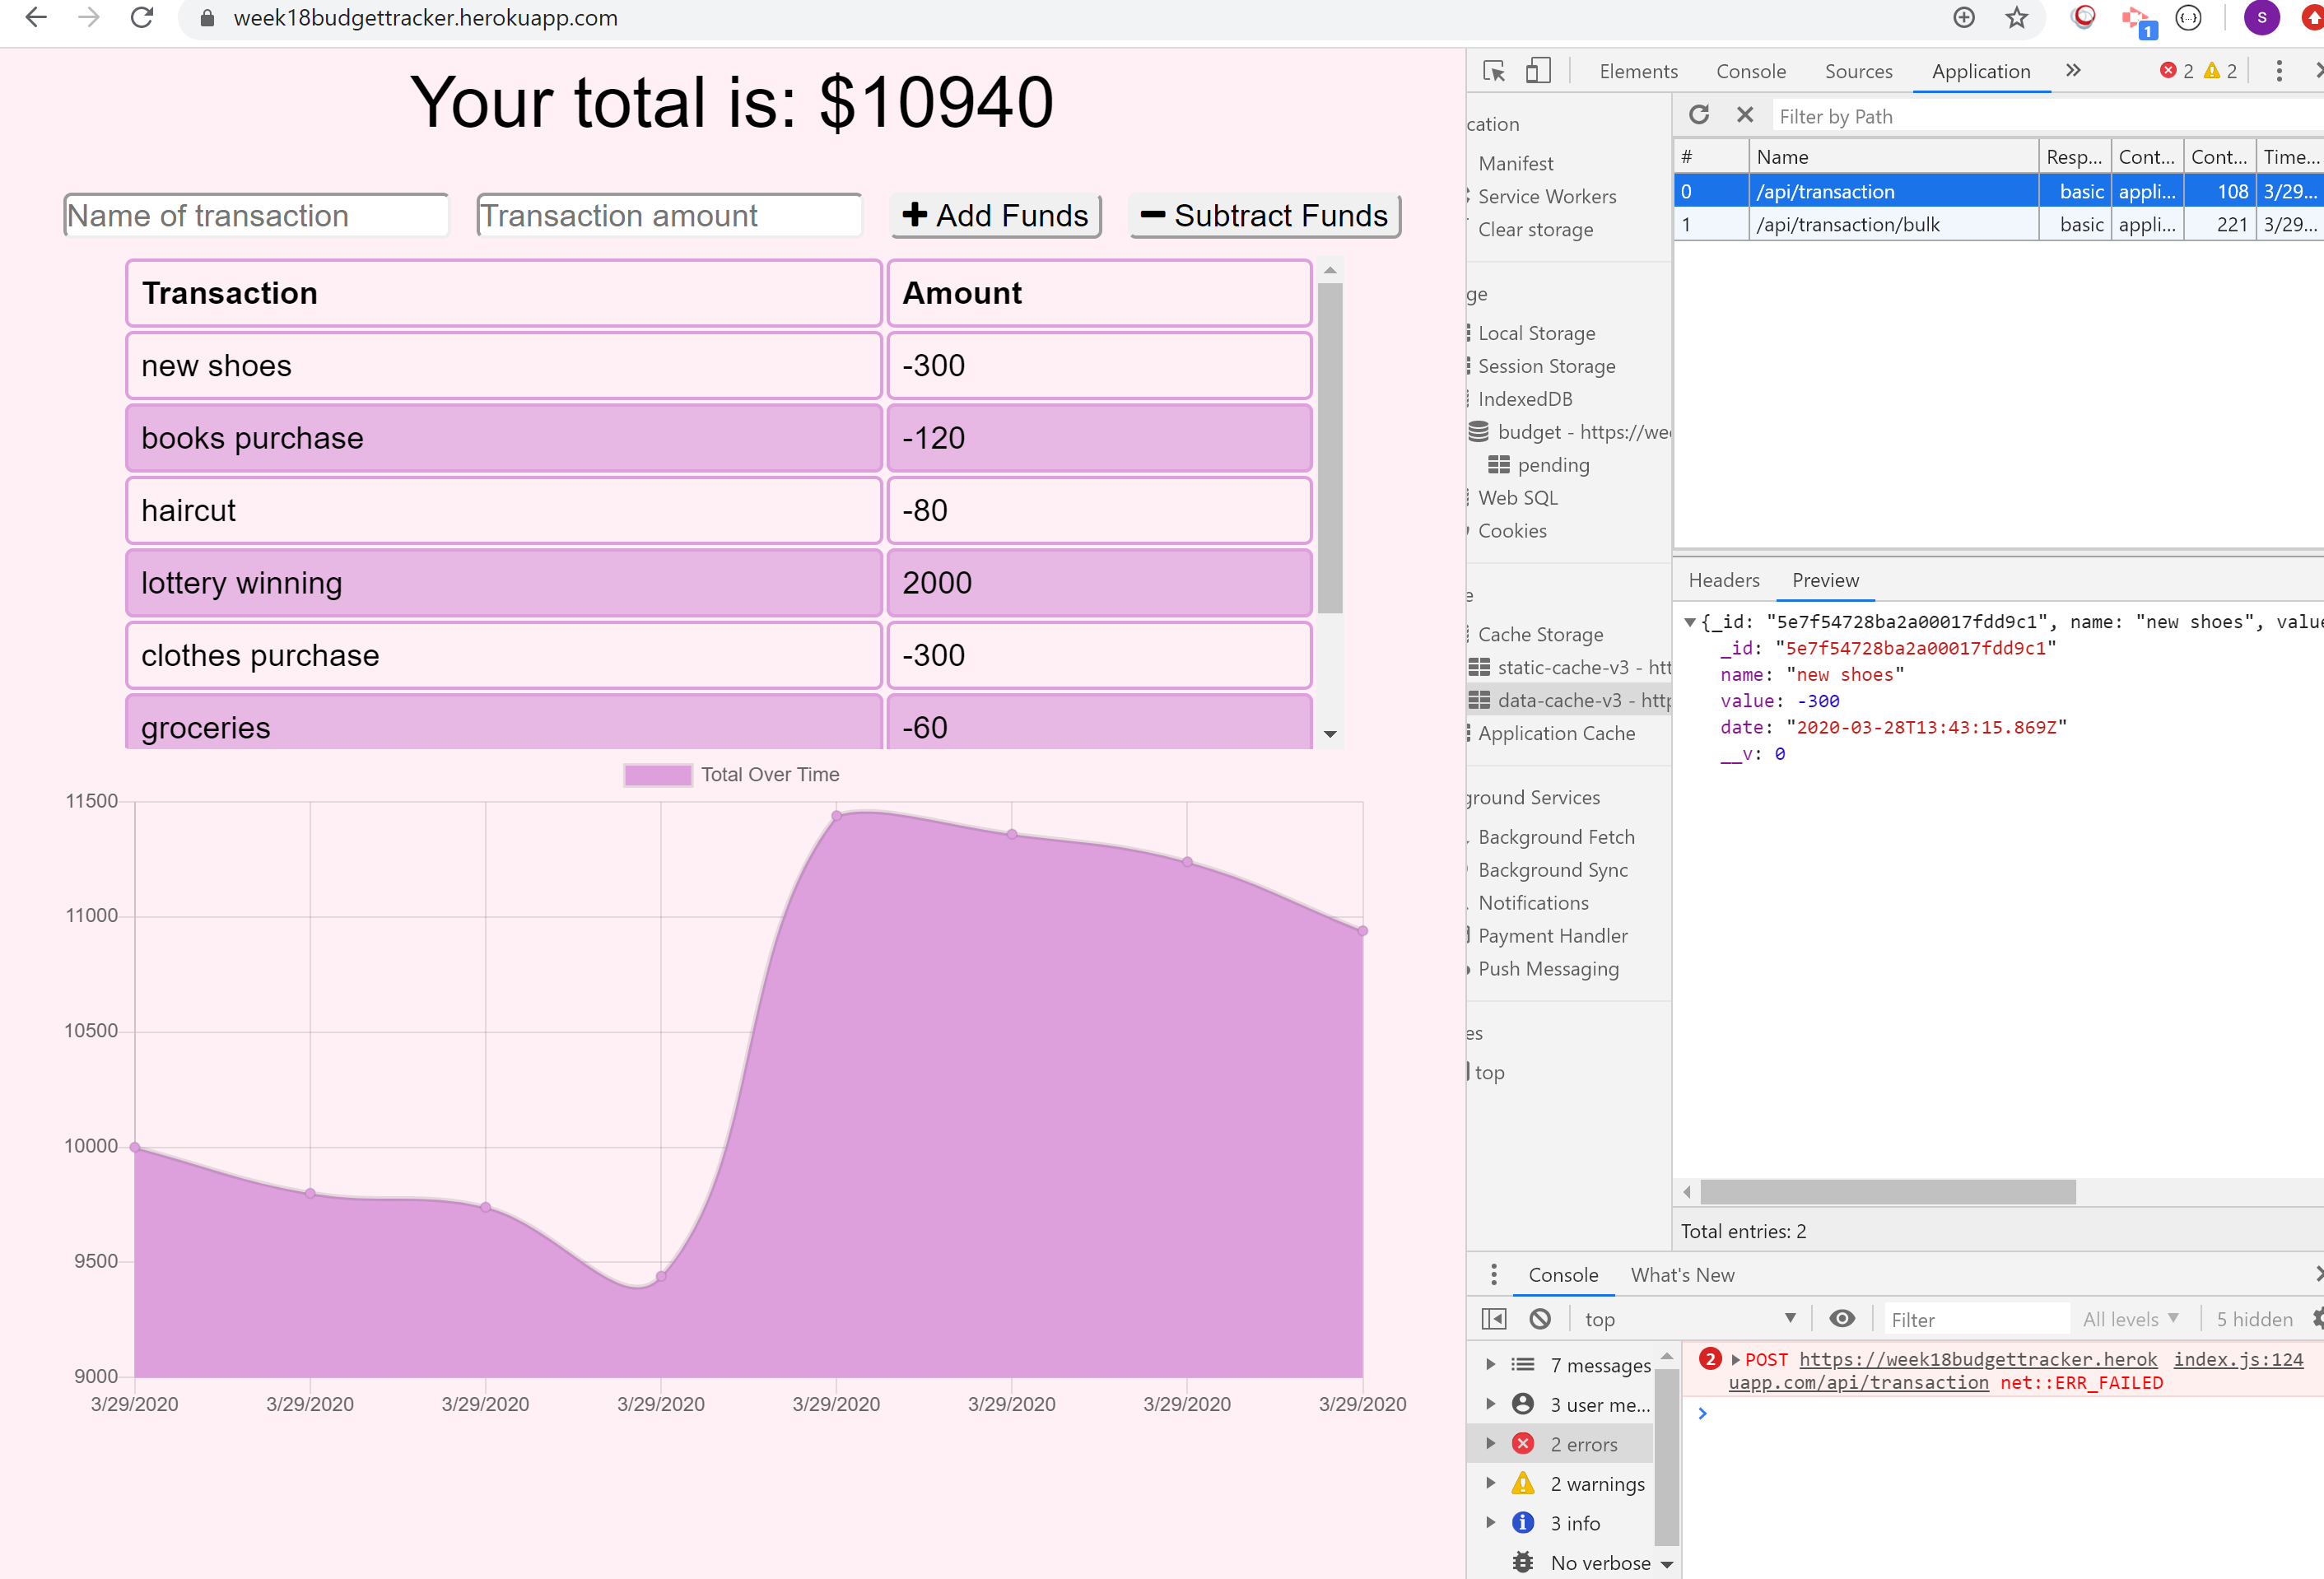 week18budgettracker.herokuapp.com
1
S
Your total is: $10940
Name of transaction
Transaction amount
Add Funds
Subtract Funds
Transaction Amount
new shoes -300
books purchase -120
haircut -80
lottery winning 2000
clothes purchase -300
groceries -60
Total Over Time
11500
11000
10500
10000
9500
9000
3/29/2020 3/29/2020 3/29/2020 3/29/2020 3/29/2020 3/29/2020 3/29/2020 3/29/2020
Elements Console Sources Application 2 2
cation
Manifest
Service Workers
Clear storage
ge
Local Storage
Session Storage
IndexedDB
budget - https://wee
pending
Web SQL
Cookies
e
Cache Storage
static-cache-v3 - htt
data-cache-v3 - http
Application Cache
ground Services
Background Fetch
Background Sync
Notifications
Payment Handler
Push Messaging
es
top
Filter by Path
# Name Resp... Cont... Cont... Time...
0 /api/transaction basic appli... 108 3/29...
1 /api/transaction/bulk basic appli... 221 3/29...
Headers Preview
{_id: "5e7f54728ba2a00017fdd9c1", name: "new shoes", value
_id: "5e7f54728ba2a00017fdd9c1"
name: "new shoes"
value: -300
date: "2020-03-28T13:43:15.869Z"
__v: 0
Total entries: 2
Console What's New
top Filter All levels 5 hidden
7 messages
3 user me...
2 errors
2 warnings
3 info
No verbose
2 POST https://week18budgettracker.herok index.js:124
uapp.com/api/transaction net::ERR_FAILED